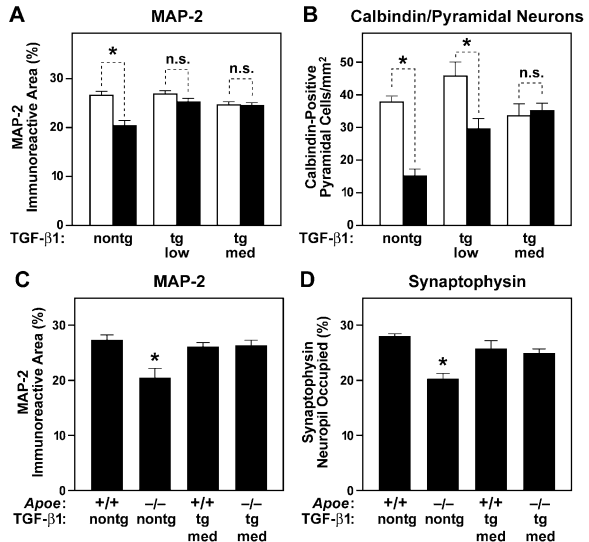 A MAP-2
MAP-2
Immunoreactive Area (%)
30
20
10
0
* n.s. n.s.
TGF-β1: nontg tg tg
low med
B Calbindin/Pyramidal Neurons
Calbindin-Positive
Pyramidal Cells/mm²
50
40
30
20
10
0
* * n.s.
TGF-β1: nontg tg tg
low med
C MAP-2
MAP-2
Immunoreactive Area (%)
30
20
10
0
*
Apoe: +/+ –/– +/+ –/–
TGF-β1: nontg nontg tg tg
med med
D Synaptophysin
Synaptophysin
Neuropil Occupied (%)
30
20
10
0
*
+/+ –/– +/+ –/–
nontg nontg tg tg
med med